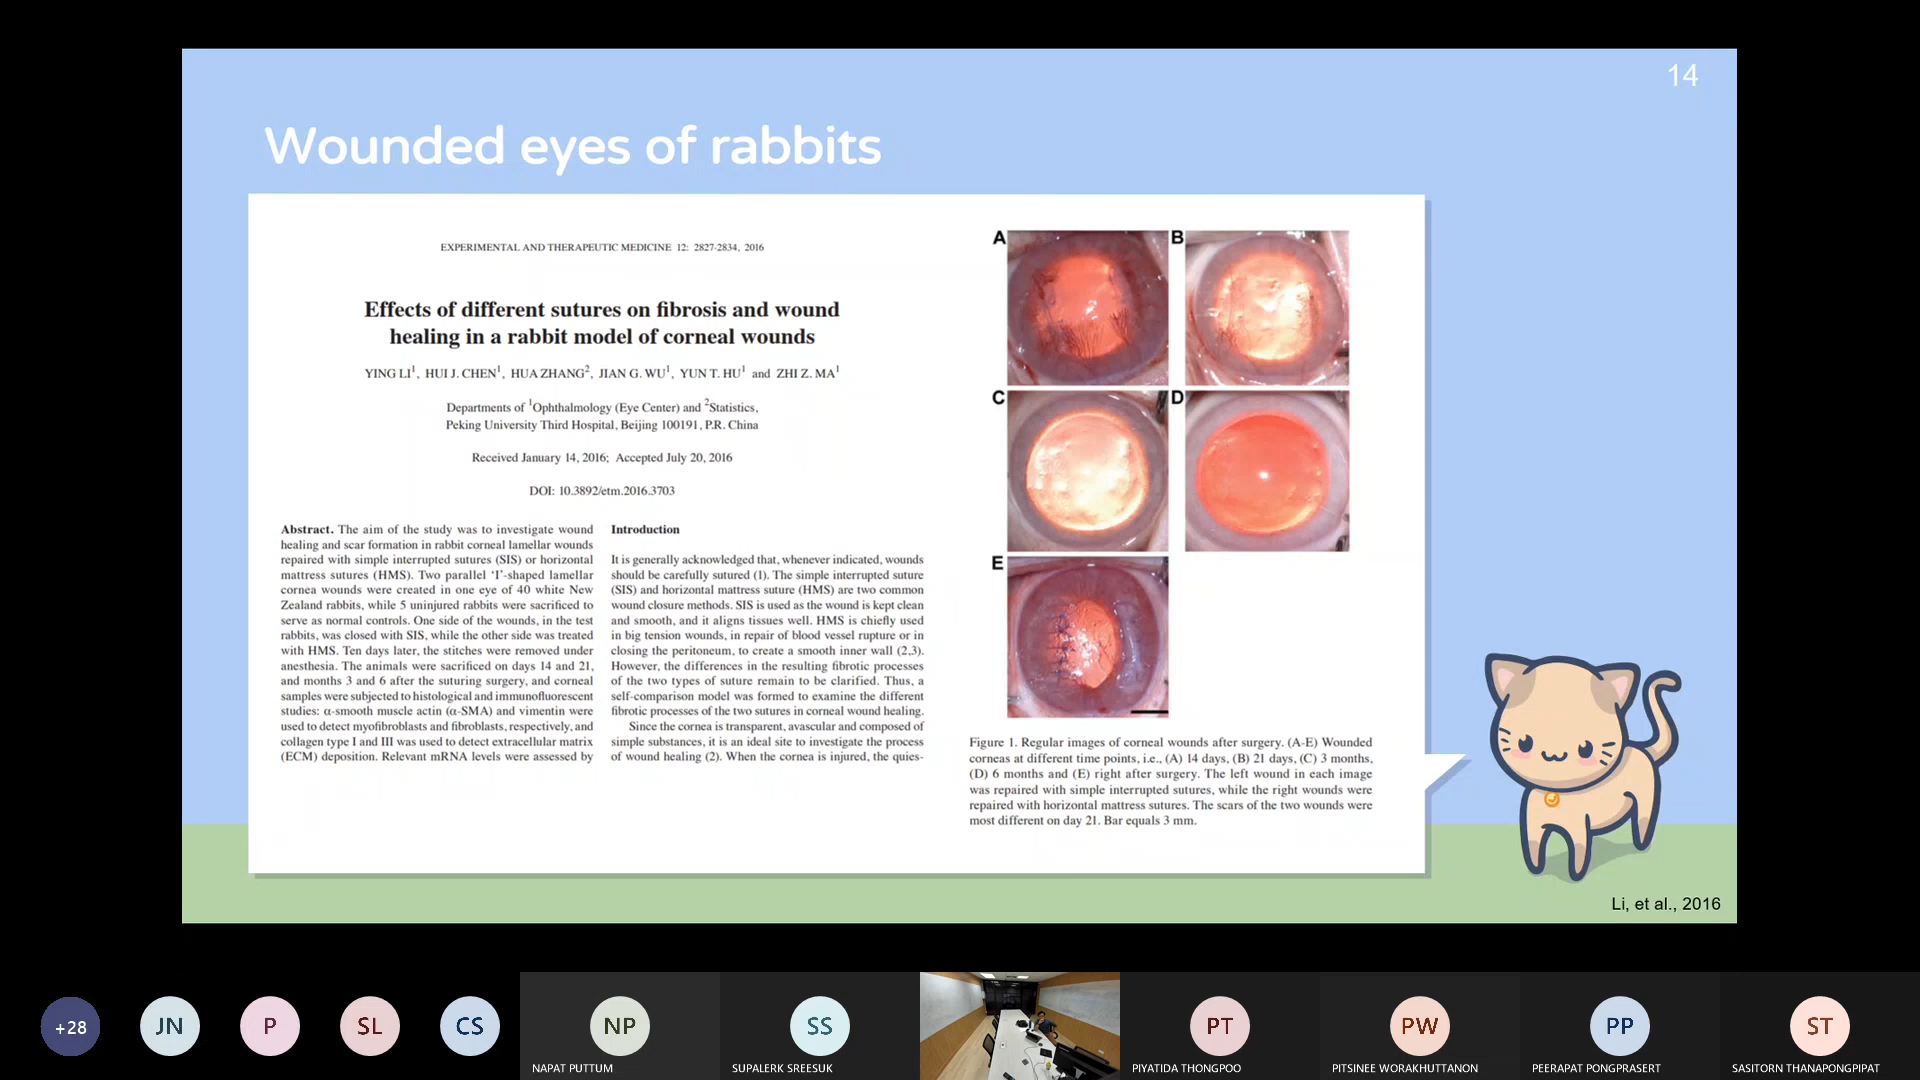 14
Wounded eyes of rabbits
EXPERIMENTAL AND THERAPEUTIC MEDICINE 12: 2827-2834, 2016
Effects of different sutures on fibrosis and wound
healing in a rabbit model of corneal wounds
YING LI1, HUI J. CHEN1, HUA ZHANG2, JIAN G. WU1, YUN T. HU1 and ZHI Z. MA1
Departments of 1Ophthalmology (Eye Center) and 2Statistics,
Peking University Third Hospital, Beijing 100191, P.R. China
Received January 14, 2016; Accepted July 20, 2016
DOI: 10.3892/etm.2016.3703
Abstract. The aim of the study was to investigate wound
healing and scar formation in rabbit corneal lamellar wounds
repaired with simple interrupted sutures (SIS) or horizontal
mattress sutures (HMS). Two parallel 'I'-shaped lamellar
cornea wounds were created in one eye of 40 white New
Zealand rabbits, while 5 uninjured rabbits were sacrificed to
serve as normal controls. One side of the wounds, in the test
rabbits, was closed with SIS, while the other side was treated
with HMS. Ten days later, the stitches were removed under
anesthesia. The animals were sacrificed on days 14 and 21,
and months 3 and 6 after the suturing surgery, and corneal
samples were subjected to histological and immunofluorescent
studies: α-smooth muscle actin (α-SMA) and vimentin were
used to detect myofibroblasts and fibroblasts, respectively, and
collagen type I and III was used to detect extracellular matrix
(ECM) deposition. Relevant mRNA levels were assessed by
Introduction
It is generally acknowledged that, whenever indicated, wounds
should be carefully sutured (1). The simple interrupted suture
(SIS) and horizontal mattress suture (HMS) are two common
wound closure methods. SIS is used as the wound is kept clean
and smooth, and it aligns tissues well. HMS is chiefly used
in big tension wounds, in repair of blood vessel rupture or in
closing the peritoneum, to create a smooth inner wall (2,3).
However, the differences in the resulting fibrotic processes
of the two types of suture remain to be clarified. Thus, a
self-comparison model was formed to examine the different
fibrotic processes of the two sutures in corneal wound healing.
Since the cornea is transparent, avascular and composed of
simple substances, it is an ideal site to investigate the process
of wound healing (2). When the cornea is injured, the quies-
A
B
C
D
E
Figure 1. Regular images of corneal wounds after surgery. (A-E) Wounded
corneas at different time points, i.e., (A) 14 days, (B) 21 days, (C) 3 months,
(D) 6 months and (E) right after surgery. The left wound in each image
was repaired with simple interrupted sutures, while the right wounds were
repaired with horizontal mattress sutures. The scars of the two wounds were
most different on day 21. Bar equals 3 mm.
Li, et al., 2016
+28
JN
P
SL
CS
NP
NAPAT PUTTUM
SS
SUPALERK SREESUK
PT
PIYATIDA THONGPOO
PW
PITSINEE WORAKHUTTANON
PP
PEERAPAT PONGPRASERT
ST
SASITORN THANAPONGPIPAT